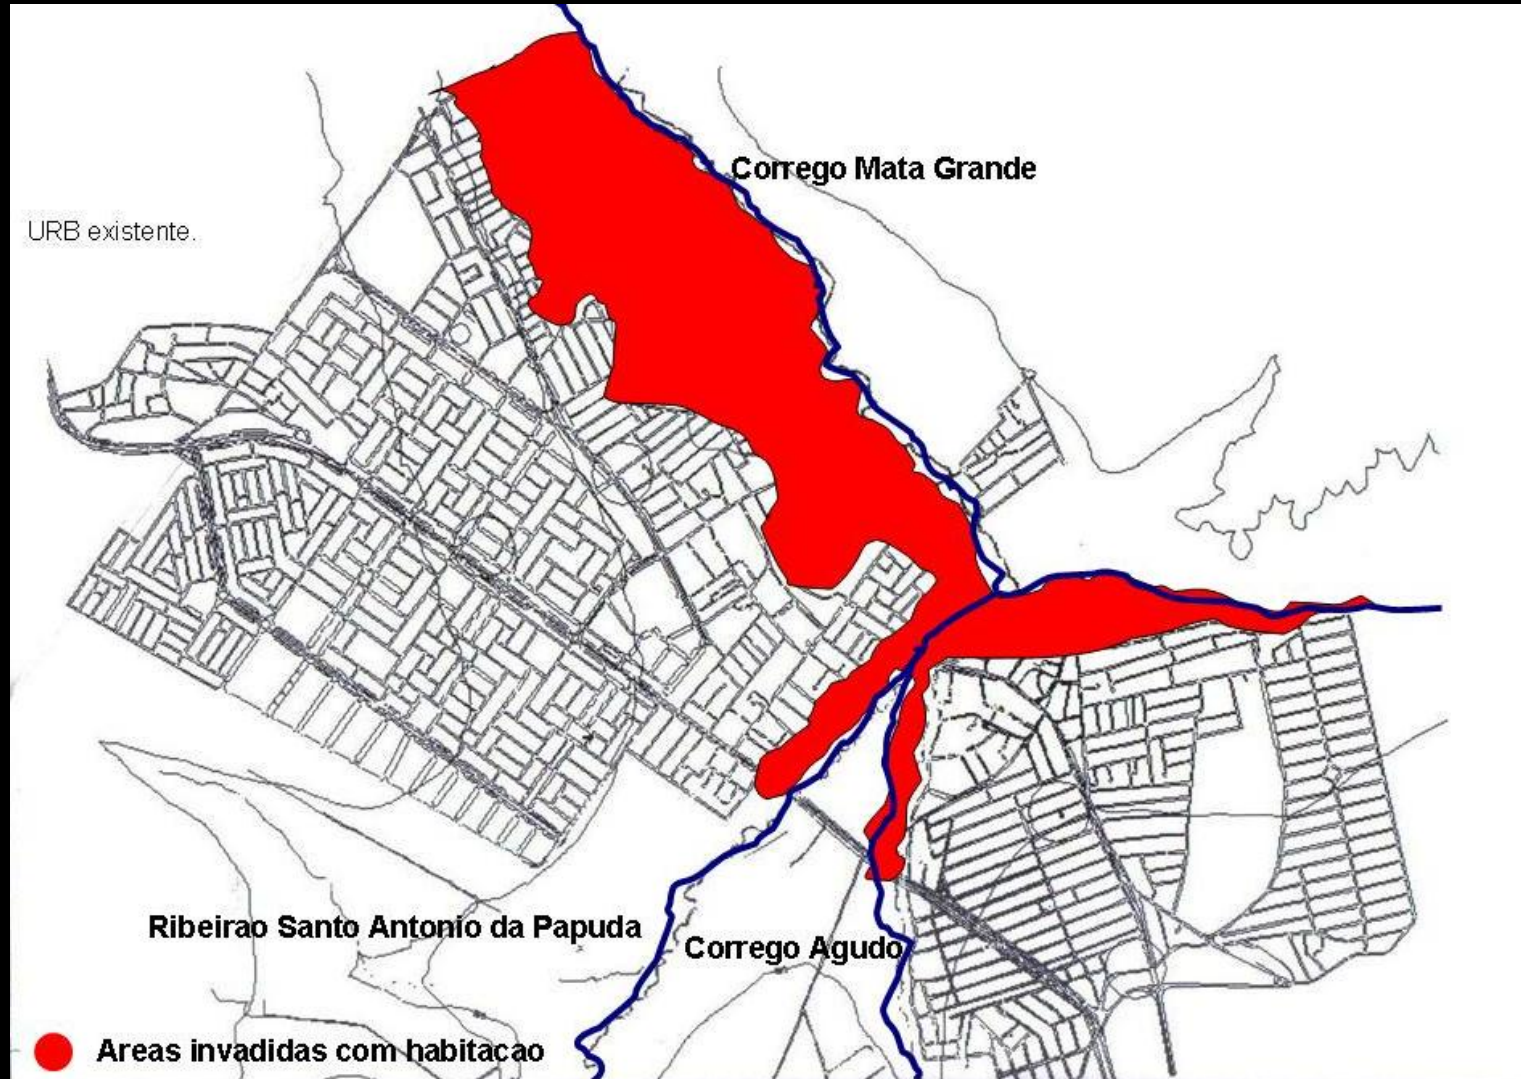 Corrego Mata Grande
URB existente.
Ribeirao Santo Antonio da Papuda
Corrego Agudo
Areas invadidas com habitacao